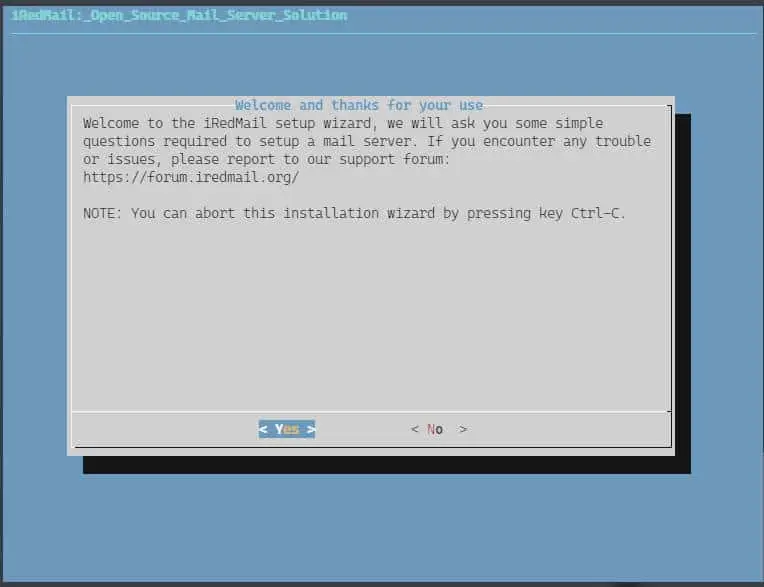 iRedMail:_Open_Source_Mail_Server_Solution
Welcome and thanks for your use
Welcome to the iRedMail setup wizard, we will ask you some simple
questions required to setup a mail server. If you encounter any trouble
or issues, please report to our support forum:
https://forum.iredmail.org/
NOTE: You can abort this installation wizard by pressing key Ctrl-C.
< Yes > < No >